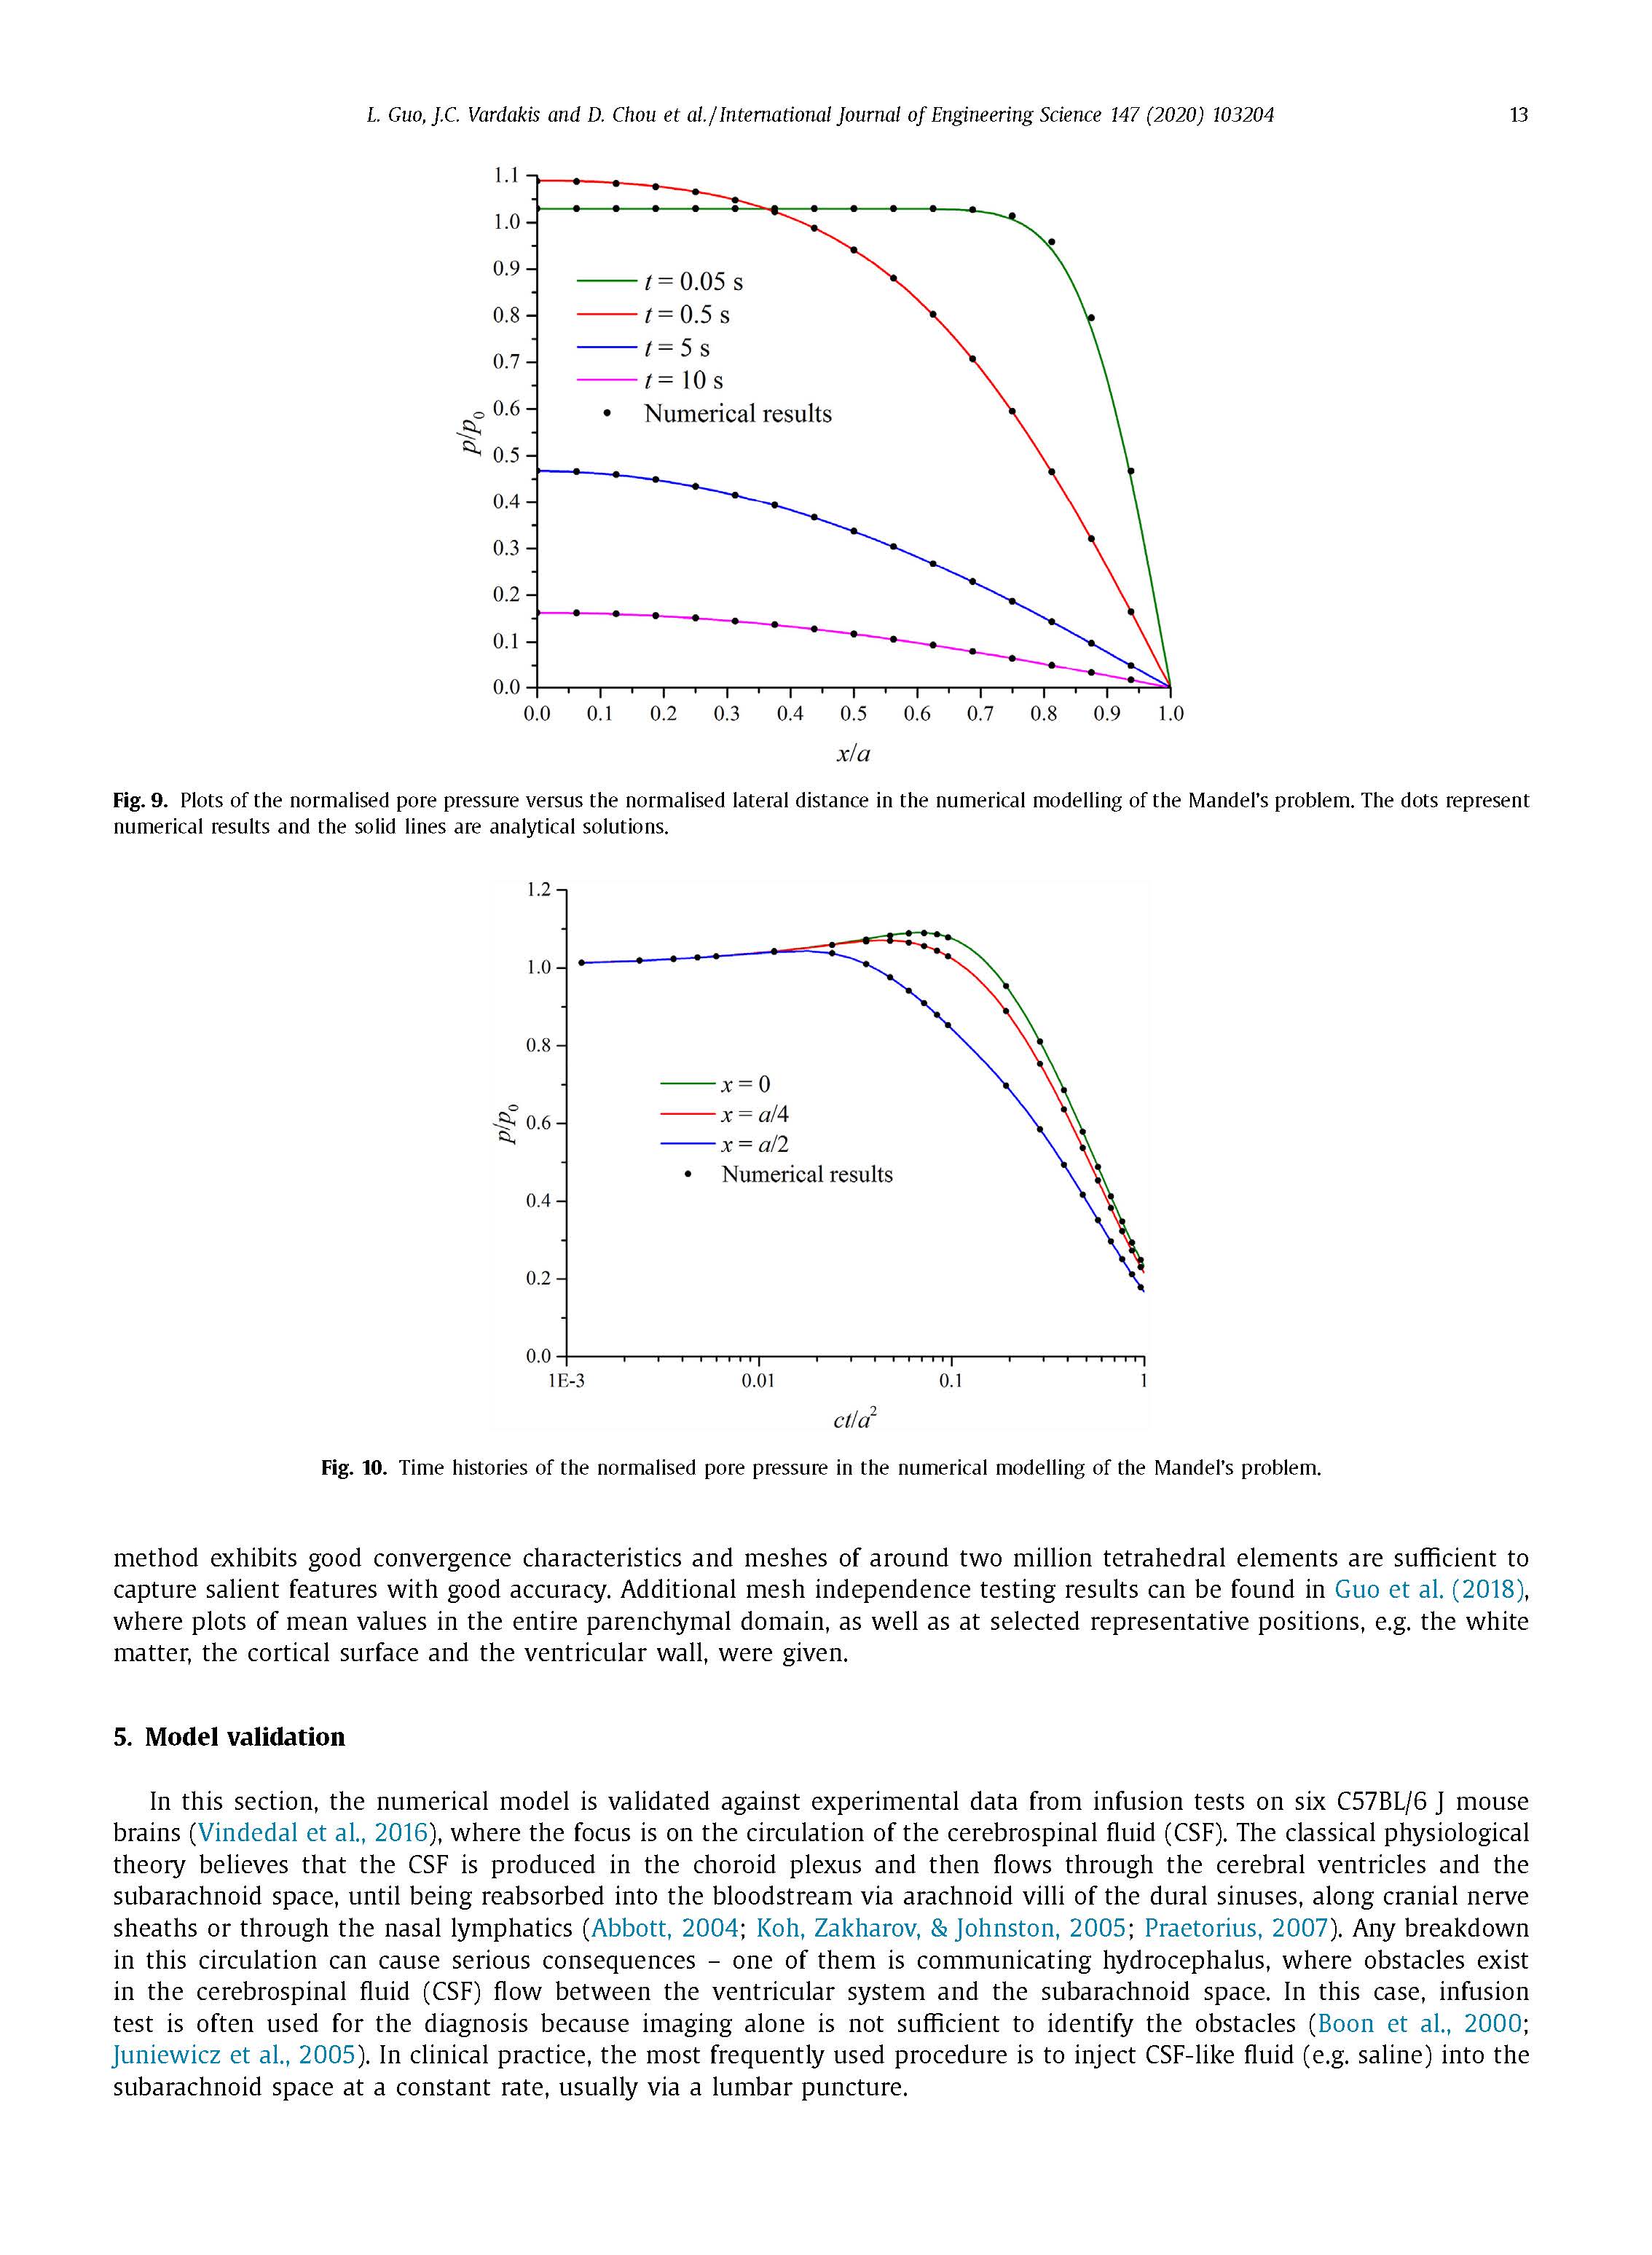 L. Guo, J.C. Vardakis and D. Chou et al. / International Journal of Engineering Science 147 (2020) 103204 13
1.1
1.0
0.9
0.8
0.7
0.6
0.5
0.4
0.3
0.2
0.1
0.0
p/p0
t = 0.05 s
t = 0.5 s
t = 5 s
t = 10 s
Numerical results
0.0 0.1 0.2 0.3 0.4 0.5 0.6 0.7 0.8 0.9 1.0
x/a
Fig. 9. Plots of the normalised pore pressure versus the normalised lateral distance in the numerical modelling of the Mandel's problem. The dots represent
numerical results and the solid lines are analytical solutions.
1.2
1.0
0.8
0.6
0.4
0.2
0.0
p/p0
x = 0
x = a/4
x = a/2
Numerical results
1E-3 0.01 0.1 1
ct/a²
Fig. 10. Time histories of the normalised pore pressure in the numerical modelling of the Mandel's problem.
method exhibits good convergence characteristics and meshes of around two million tetrahedral elements are sufficient to
capture salient features with good accuracy. Additional mesh independence testing results can be found in Guo et al. (2018),
where plots of mean values in the entire parenchymal domain, as well as at selected representative positions, e.g. the white
matter, the cortical surface and the ventricular wall, were given.
5. Model validation
In this section, the numerical model is validated against experimental data from infusion tests on six C57BL/6 J mouse
brains (Vindedal et al., 2016), where the focus is on the circulation of the cerebrospinal fluid (CSF). The classical physiological
theory believes that the CSF is produced in the choroid plexus and then flows through the cerebral ventricles and the
subarachnoid space, until being reabsorbed into the bloodstream via arachnoid villi of the dural sinuses, along cranial nerve
sheaths or through the nasal lymphatics (Abbott, 2004; Koh, Zakharov, & Johnston, 2005; Praetorius, 2007). Any breakdown
in this circulation can cause serious consequences – one of them is communicating hydrocephalus, where obstacles exist
in the cerebrospinal fluid (CSF) flow between the ventricular system and the subarachnoid space. In this case, infusion
test is often used for the diagnosis because imaging alone is not sufficient to identify the obstacles (Boon et al., 2000;
Juniewicz et al., 2005). In clinical practice, the most frequently used procedure is to inject CSF-like fluid (e.g. saline) into the
subarachnoid space at a constant rate, usually via a lumbar puncture.